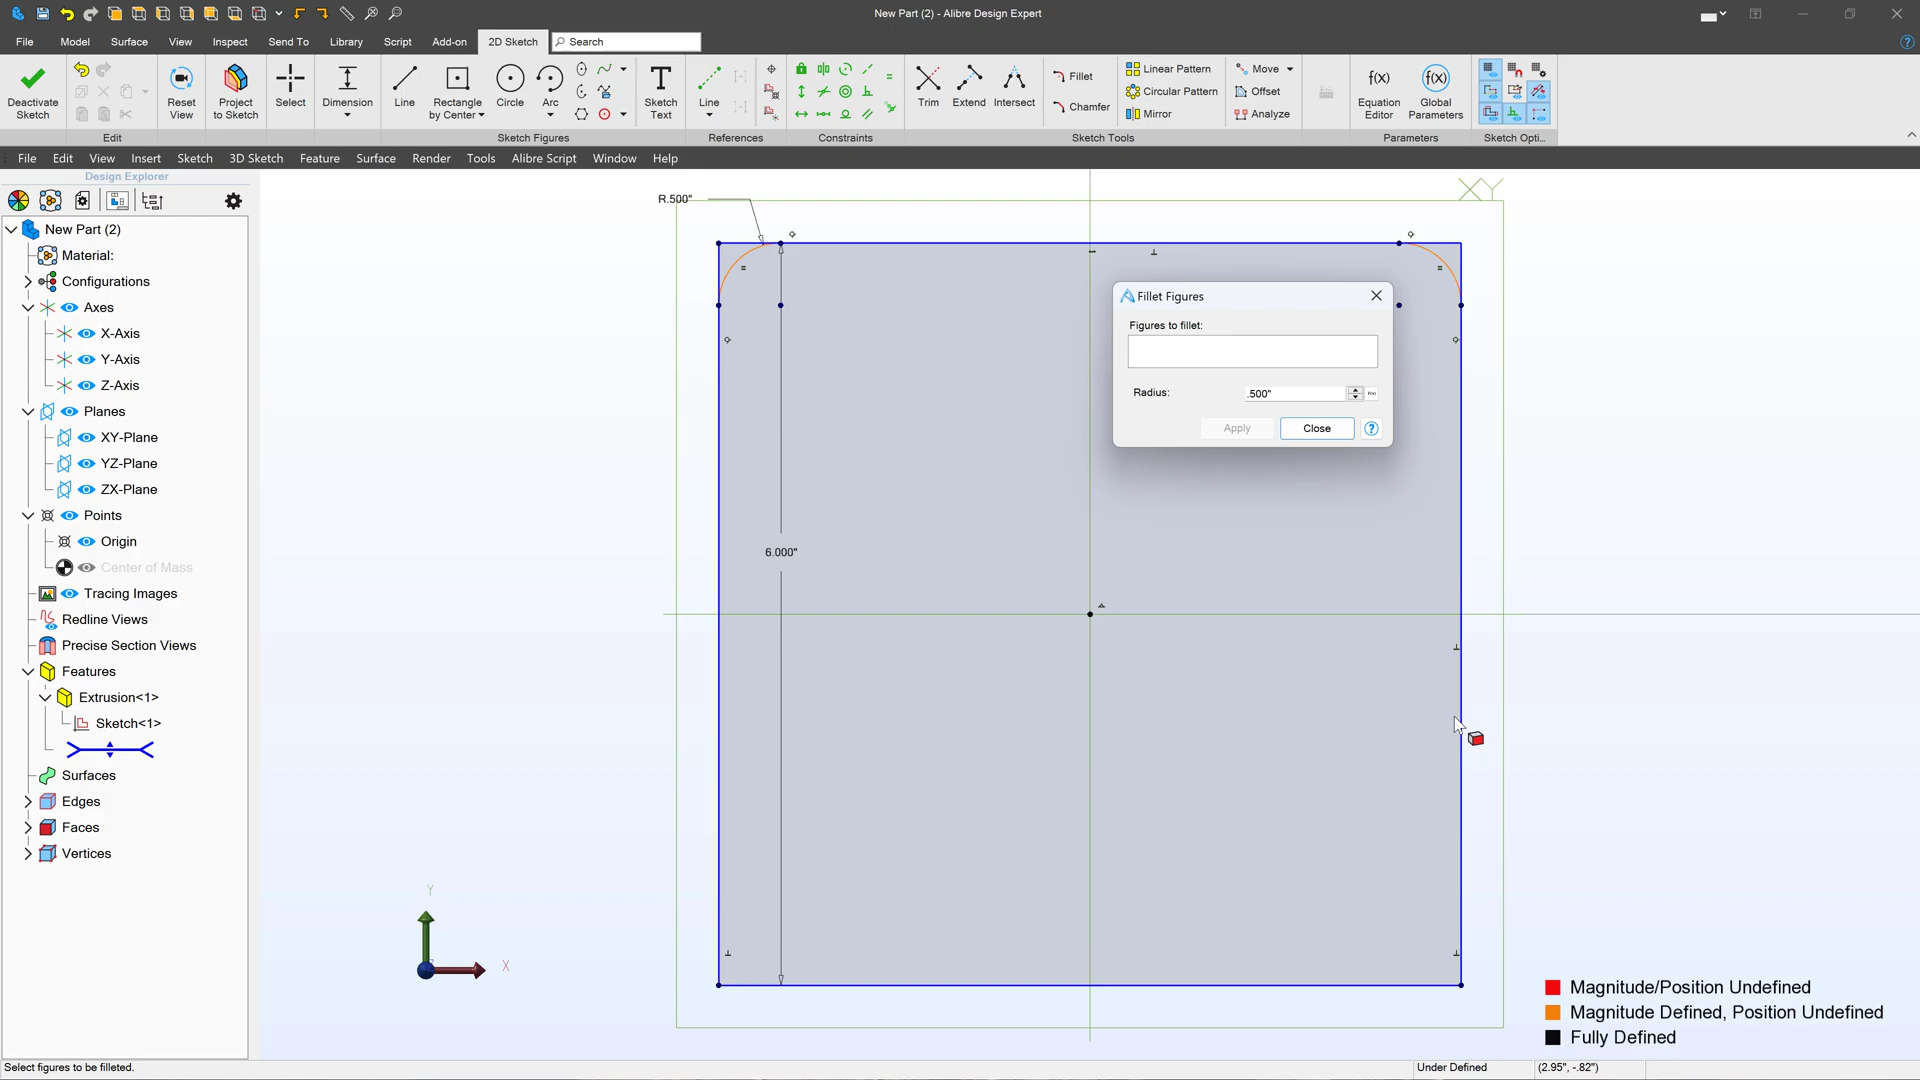 New Part (2) - Alibre Design Expert
File Model Surface View Inspect Send To Library Script Add-on 2D Sketch Search
Deactivate Sketch
Reset View
Project to Sketch
Select
Dimension
Line
Rectangle by Center
Circle
Arc
Sketch Text
Line
Trim
Extend
Intersect
Fillet
Chamfer
Linear Pattern
Circular Pattern
Mirror
Move
Offset
Analyze
Equation Editor
Global Parameters
Edit
Sketch Figures
References
Constraints
Sketch Tools
Parameters
Sketch Opti...
File Edit View Insert Sketch 3D Sketch Feature Surface Render Tools Alibre Script Window Help
Design Explorer
New Part (2)
Material:
Configurations
Axes
X-Axis
Y-Axis
Z-Axis
Planes
XY-Plane
YZ-Plane
ZX-Plane
Points
Origin
Center of Mass
Tracing Images
Redline Views
Precise Section Views
Features
Extrusion<1>
Sketch<1>
Surfaces
Edges
Faces
Vertices
R.500"
XY
6.000"
Fillet Figures
Figures to fillet:
Radius: .500"
Apply Close
Y
X
Magnitude/Position Undefined
Magnitude Defined, Position Undefined
Fully Defined
Select figures to be filleted.
Under Defined
(2.95", -.82")